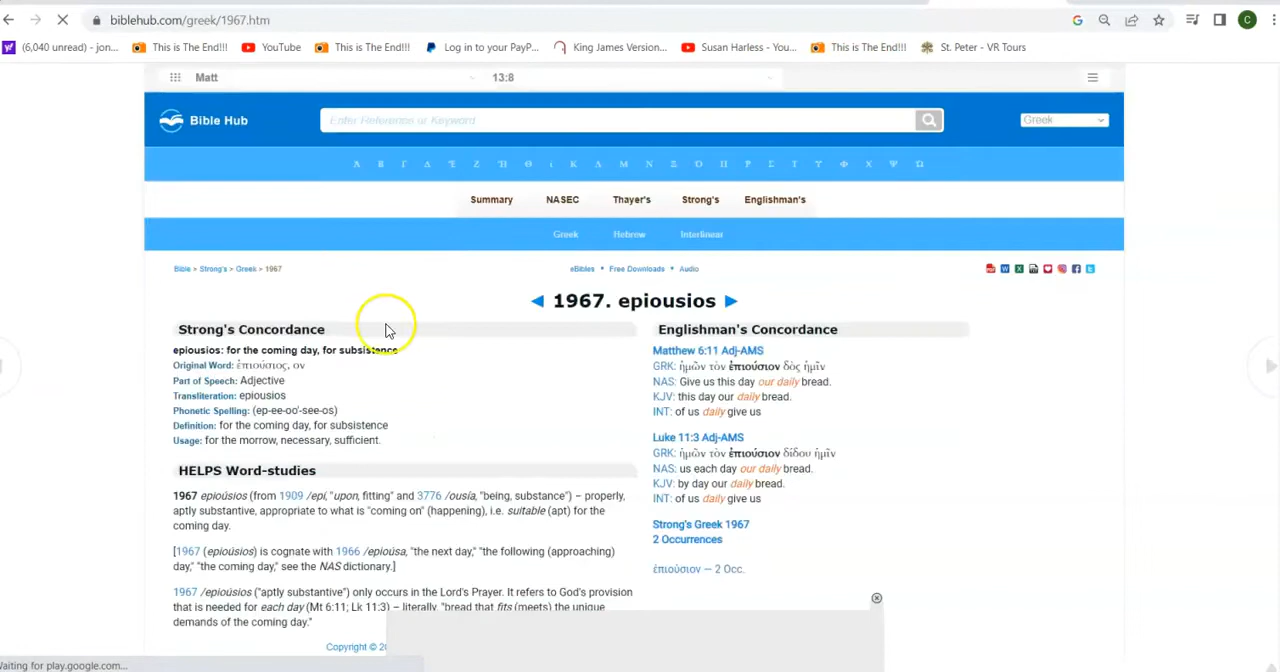 biblehub.com/greek/1967.htm
(6,040 unread) - jon... This is The End!!! YouTube This is The End!!! Log in to your PayP... King James Version... Susan Harless - You... This is The End!!! St. Peter - VR Tours
Matt 13:8
Bible Hub Enter Reference or Keyword Greek
Summary NASEC Thayer's Strong's Englishman's
Greek Hebrew Interlinear
Bible > Strong's > Greek > 1967 eBibles • Free Downloads • Audio
◄ 1967. epiousios ►
Strong's Concordance
epiousios: for the coming day, for subsistence
Original Word: ἐπιούσιος, ον
Part of Speech: Adjective
Transliteration: epiousios
Phonetic Spelling: (ep-ee-oo'-see-os)
Definition: for the coming day, for subsistence
Usage: for the morrow, necessary, sufficient.
HELPS Word-studies
1967 epioúsios (from 1909 /epí, "upon, fitting" and 3776 /ousía, "being, substance") – properly,
aptly substantive, appropriate to what is "coming on" (happening), i.e. suitable (apt) for the
coming day.
[1967 (epioúsios) is cognate with 1966 /epioúsa, "the next day," "the following (approaching)
day," "the coming day," see the NAS dictionary.]
1967 /epioúsios ("aptly substantive") only occurs in the Lord's Prayer. It refers to God's provision
that is needed for each day (Mt 6:11; Lk 11:3) – literally, "bread that fits (meets) the unique
demands of the coming day."
Copyright © 20
Englishman's Concordance
Matthew 6:11 Adj-AMS
GRK: ἡμῶν τὸν ἐπιούσιον δὸς ἡμῖν
NAS: Give us this day our daily bread.
KJV: this day our daily bread.
INT: of us daily give us
Luke 11:3 Adj-AMS
GRK: ἡμῶν τὸν ἐπιούσιον δίδου ἡμῖν
NAS: us each day our daily bread.
KJV: by day our daily bread.
INT: of us daily give us
Strong's Greek 1967
2 Occurrences
ἐπιούσιον — 2 Occ.
Waiting for play.google.com...